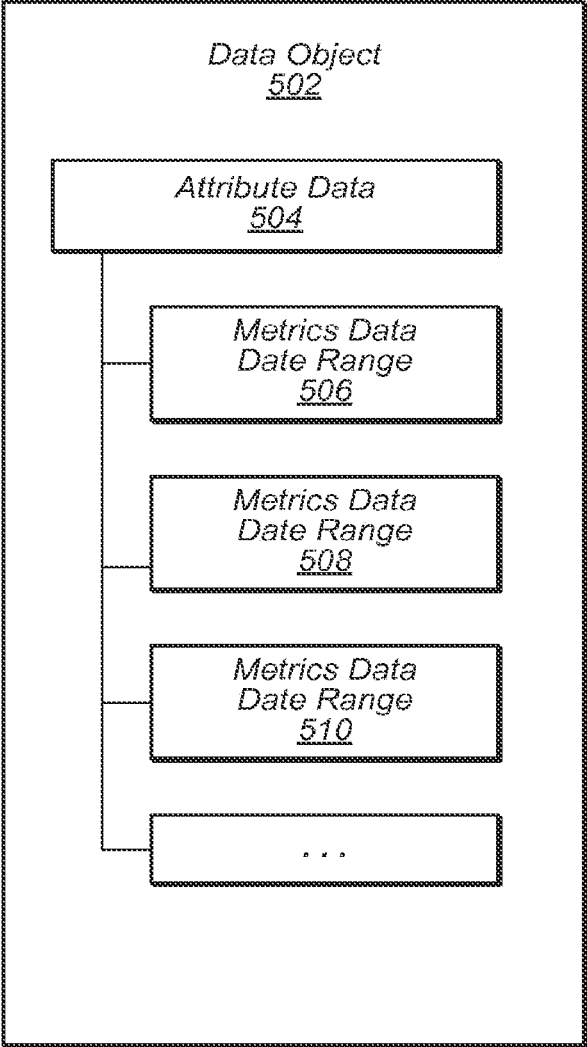 Data Object
502
Attribute Data
504
Metrics Data
Date Range
506
Metrics Data
Date Range
508
Metrics Data
Date Range
510
. . .